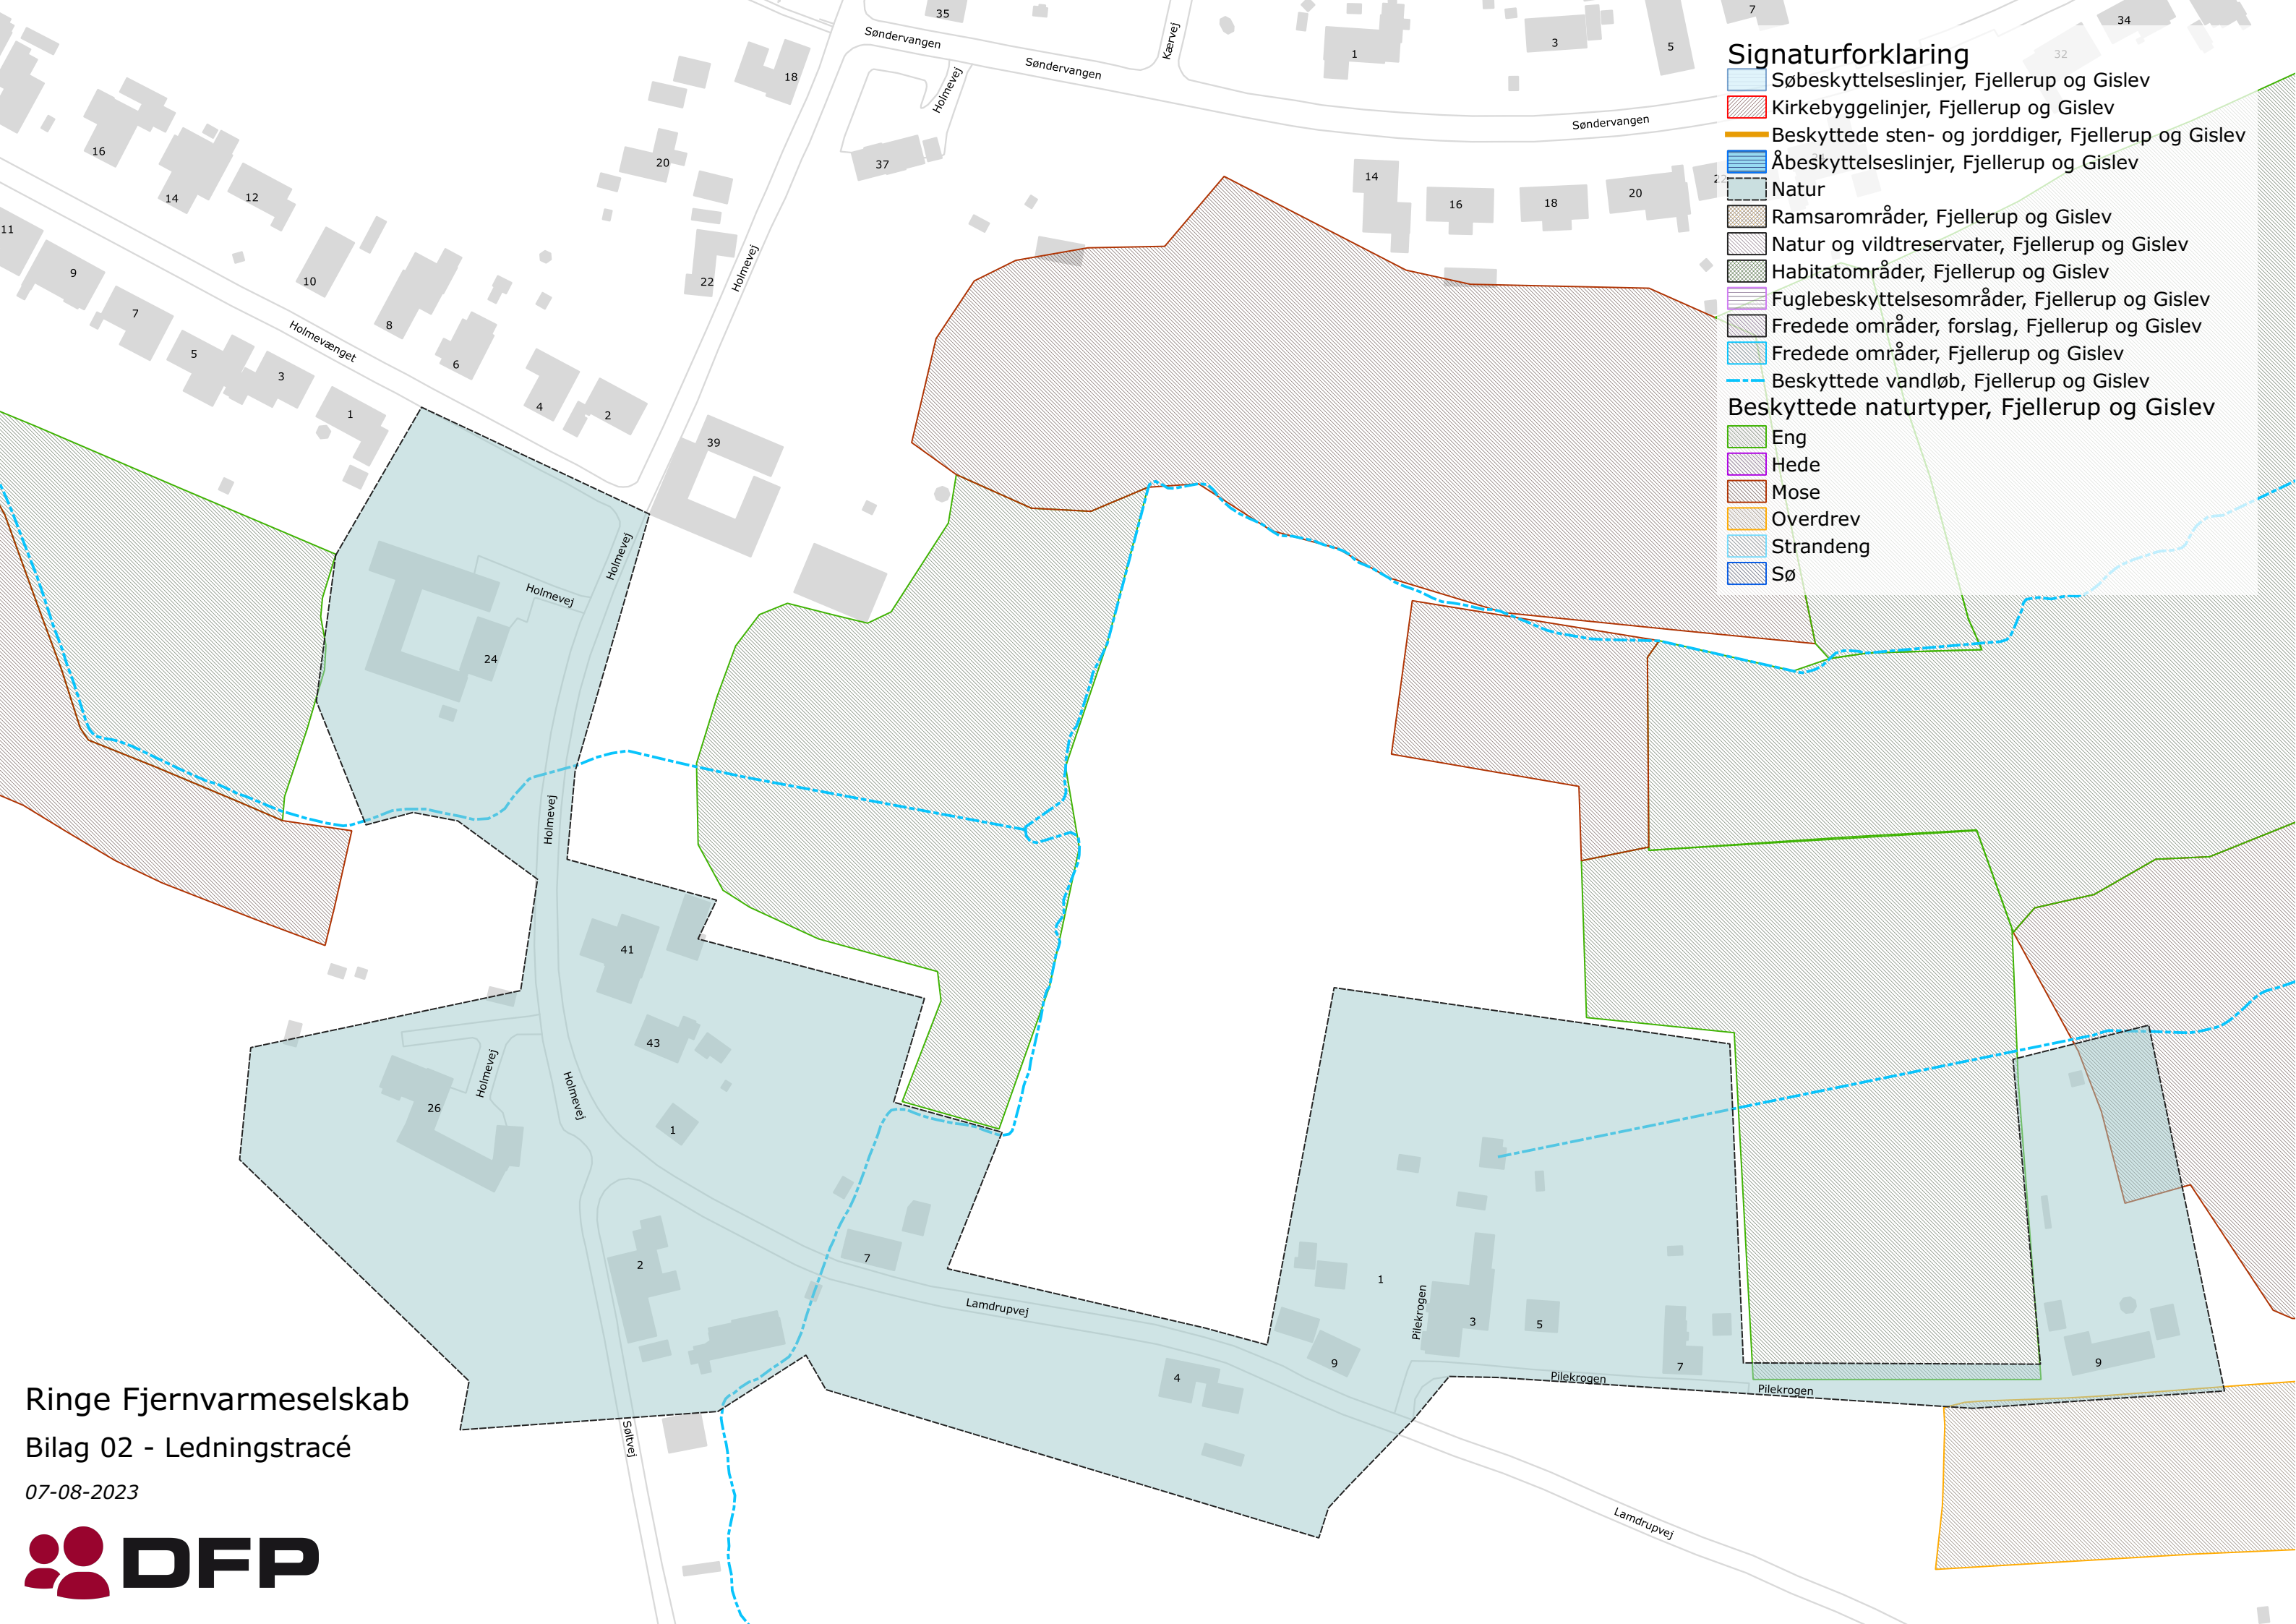 35
Søndervangen
Søndervangen
Kærvej
Holmevej
1
3
5
7
34
32
Søndervangen
18
16
14
12
20
37
14
16
18
20
22
11
9
10
7
8
5
3
6
1
4
2
22
Holmevej
Holmevænget
39
Holmevej
Holmevej
24
Holmevej
41
43
Holmevej
Holmevej
26
1
2
7
Lamdrupvej
4
1
Pilekrogen
3
5
9
7
Pilekrogen
Pilekrogen
9
Søltvej
Lamdrupvej
Signaturforklaring
Søbeskyttelseslinjer, Fjellerup og Gislev
Kirkebyggelinjer, Fjellerup og Gislev
Beskyttede sten- og jorddiger, Fjellerup og Gislev
Åbeskyttelseslinjer, Fjellerup og Gislev
Natur
Ramsarområder, Fjellerup og Gislev
Natur og vildtreservater, Fjellerup og Gislev
Habitatområder, Fjellerup og Gislev
Fuglebeskyttelsesområder, Fjellerup og Gislev
Fredede områder, forslag, Fjellerup og Gislev
Fredede områder, Fjellerup og Gislev
Beskyttede vandløb, Fjellerup og Gislev
Beskyttede naturtyper, Fjellerup og Gislev
Eng
Hede
Mose
Overdrev
Strandeng
Sø
Ringe Fjernvarmeselskab
Bilag 02 - Ledningstracé
07-08-2023
DFP